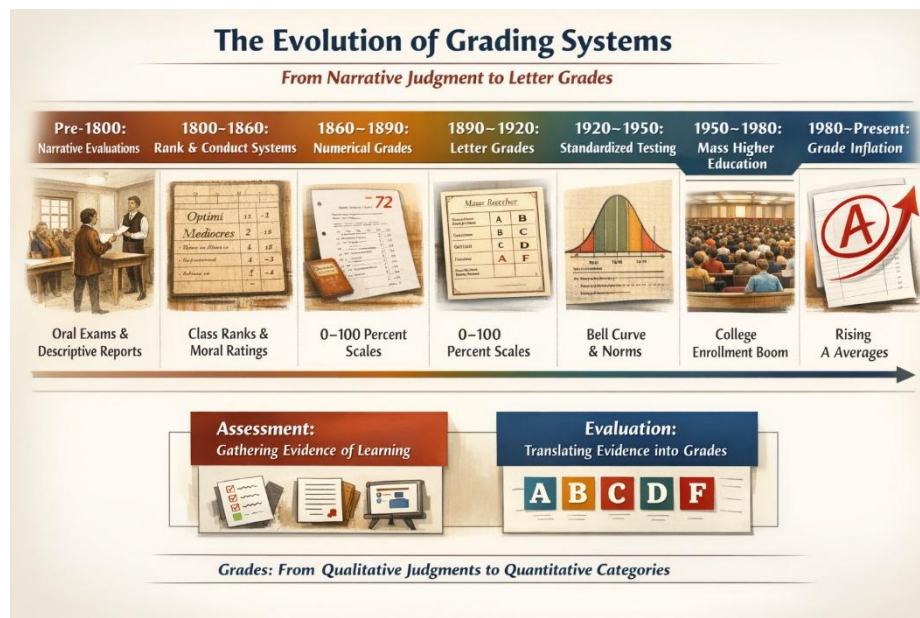 The Evolution of Grading Systems
From Narrative Judgment to Letter Grades
Pre-1800:
Narrative Evaluations
1800~1860:
Rank & Conduct Systems
1860~1890:
Numerical Grades
1890~1920:
Letter Grades
1920~1950:
Standardized Testing
1950~1980:
Mass Higher
Education
1980~Present:
Grade Inflation
Optimi
Mediocres 2
72
A B
B C
C D
A F
A
Oral Exams &
Descriptive Reports
Class Ranks &
Moral Ratings
0–100 Percent
Scales
0–100
Percent Scales
Bell Curve
& Norms
College
Enrollment Boom
Rising
A Averages
Assessment:
Gathering Evidence of Learning
Evaluation:
Translating Evidence into Grades
A B C D F
Grades: From Qualitative Judgments to Quantitative Categories